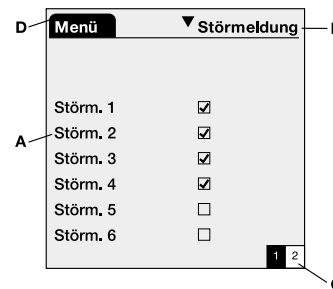 D Menü ▼ Störmeldung
Störm. 1 ☑
A Störm. 2 ☑
Störm. 3 ☑
Störm. 4 ☑
Störm. 5 ☐
Störm. 6 ☐
1 2